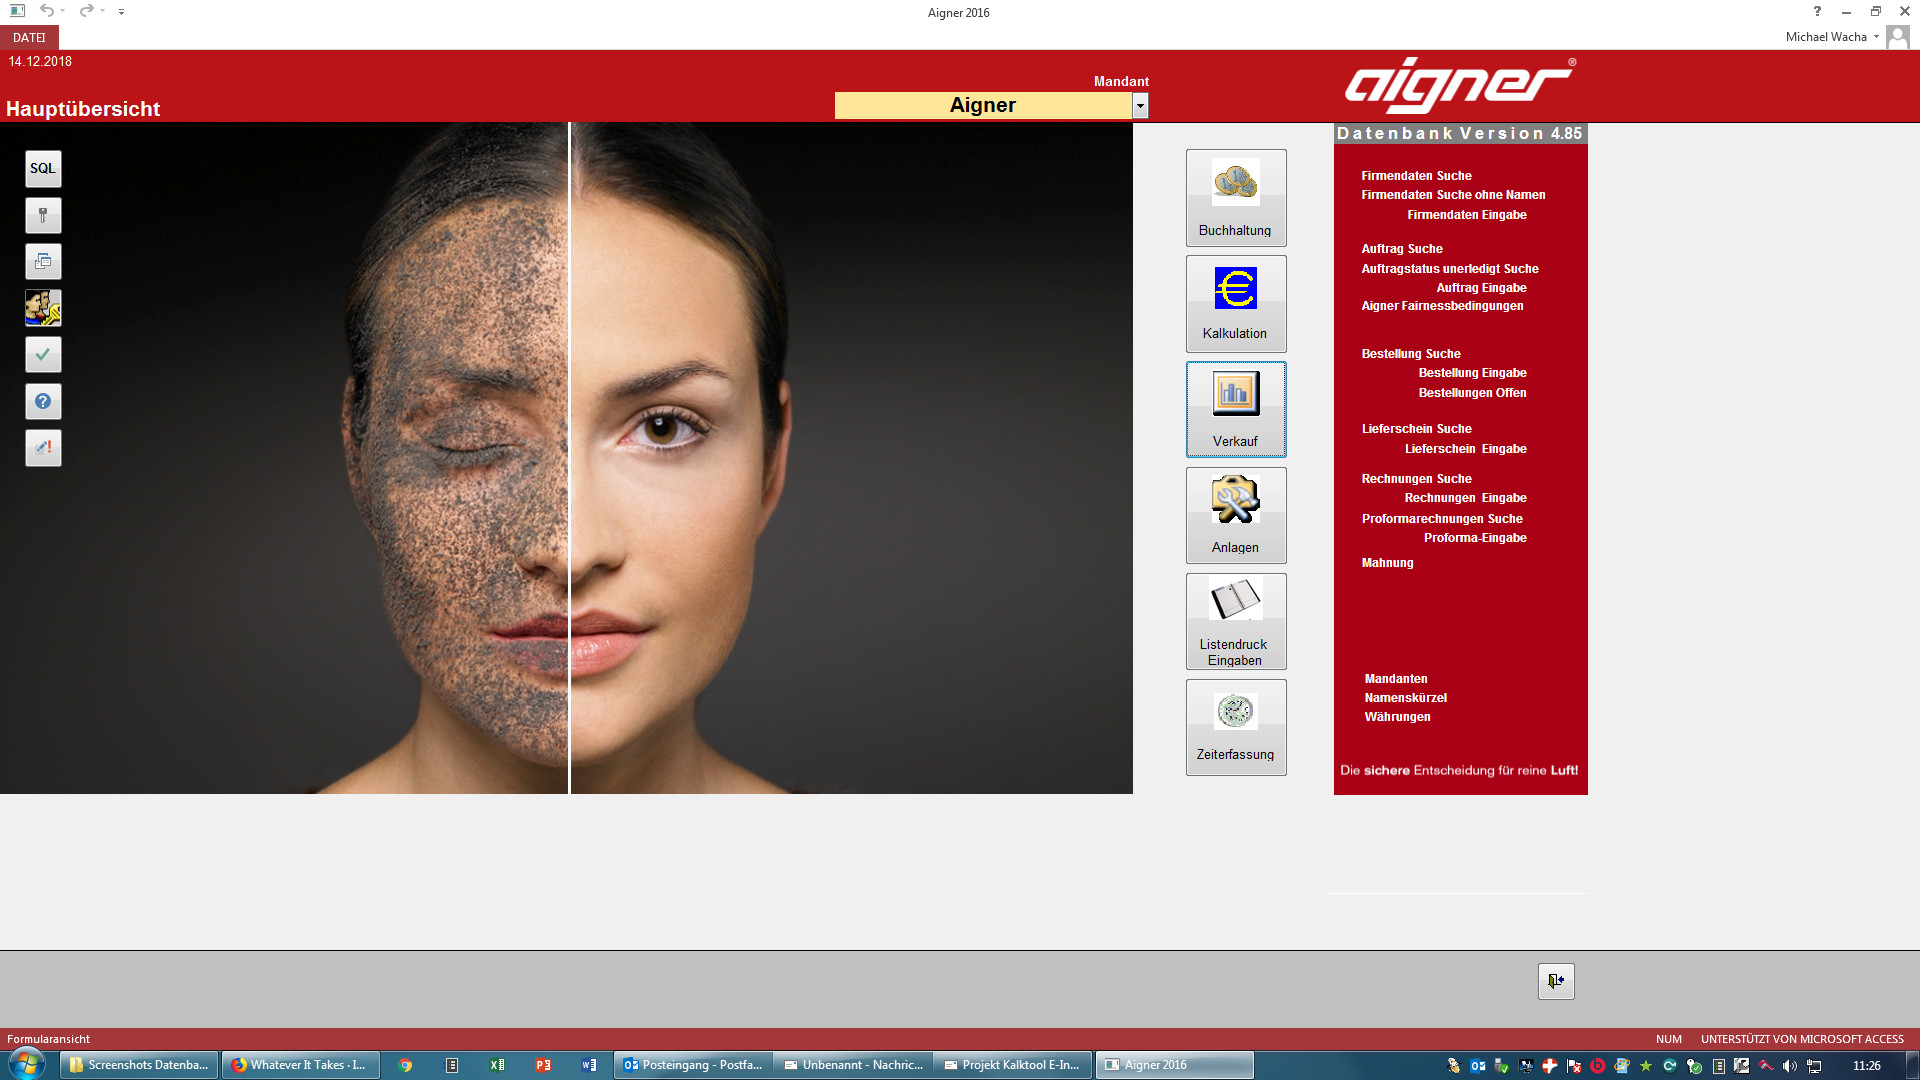 Aigner 2016
DATEI
Michael Wacha
14.12.2018
Mandant
Hauptübersicht
Aigner
aigner®
Datenbank Version 4.85
SQL
Buchhaltung
Kalkulation
Verkauf
Anlagen
Listendruck
Eingaben
Zeiterfassung
Firmendaten Suche
Firmendaten Suche ohne Namen
Firmendaten Eingabe
Auftrag Suche
Auftragstatus unerledigt Suche
Auftrag Eingabe
Aigner Fairnessbedingungen
Bestellung Suche
Bestellung Eingabe
Bestellungen Offen
Lieferschein Suche
Lieferschein Eingabe
Rechnungen Suche
Rechnungen Eingabe
Proformarechnungen Suche
Proforma-Eingabe
Mahnung
Mandanten
Namenskürzel
Währungen
Die sichere Entscheidung für reine Luft!
Formularansicht
NUM UNTERSTÜTZT VON MICROSOFT ACCESS
Screenshots Datenba... Whatever It Takes · I... Posteingang - Postfa... Unbenannt - Nachric... Projekt Kalktool E-In... Aigner 2016 11:26